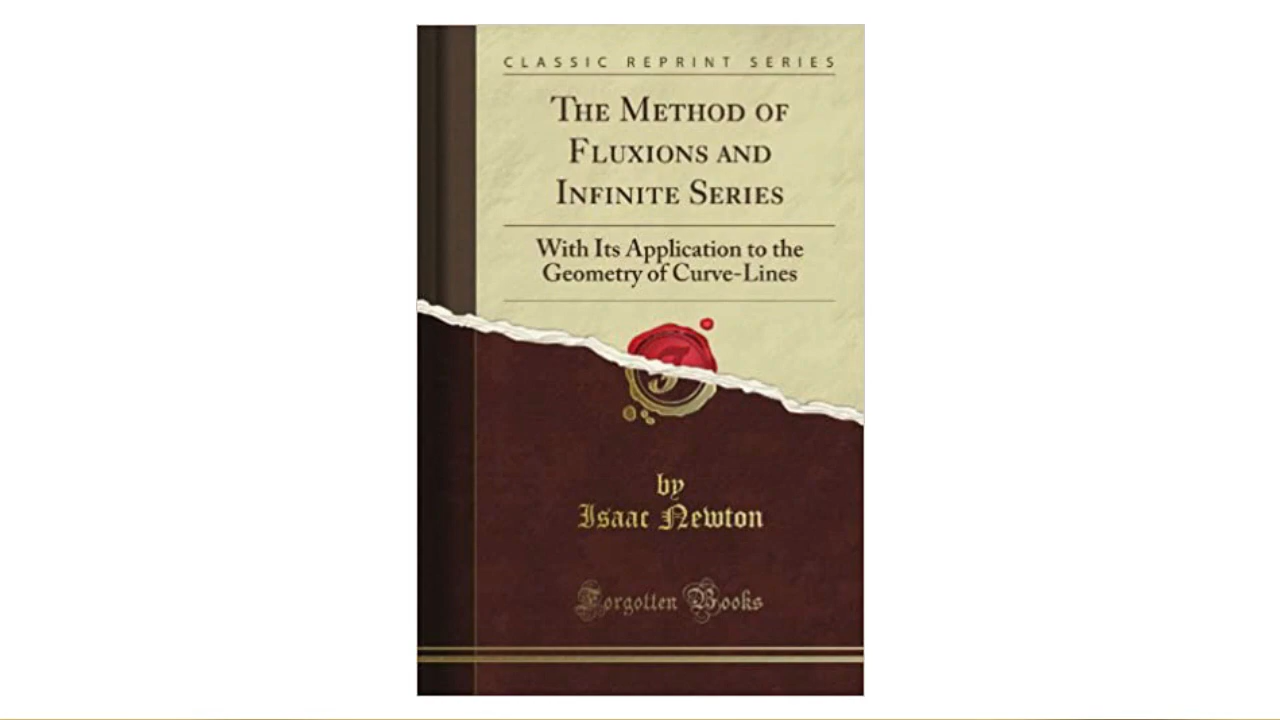 CLASSIC REPRINT SERIES
THE METHOD OF
FLUXIONS AND
INFINITE SERIES
With Its Application to the
Geometry of Curve-Lines
by
Isaac Newton
Forgotten Books